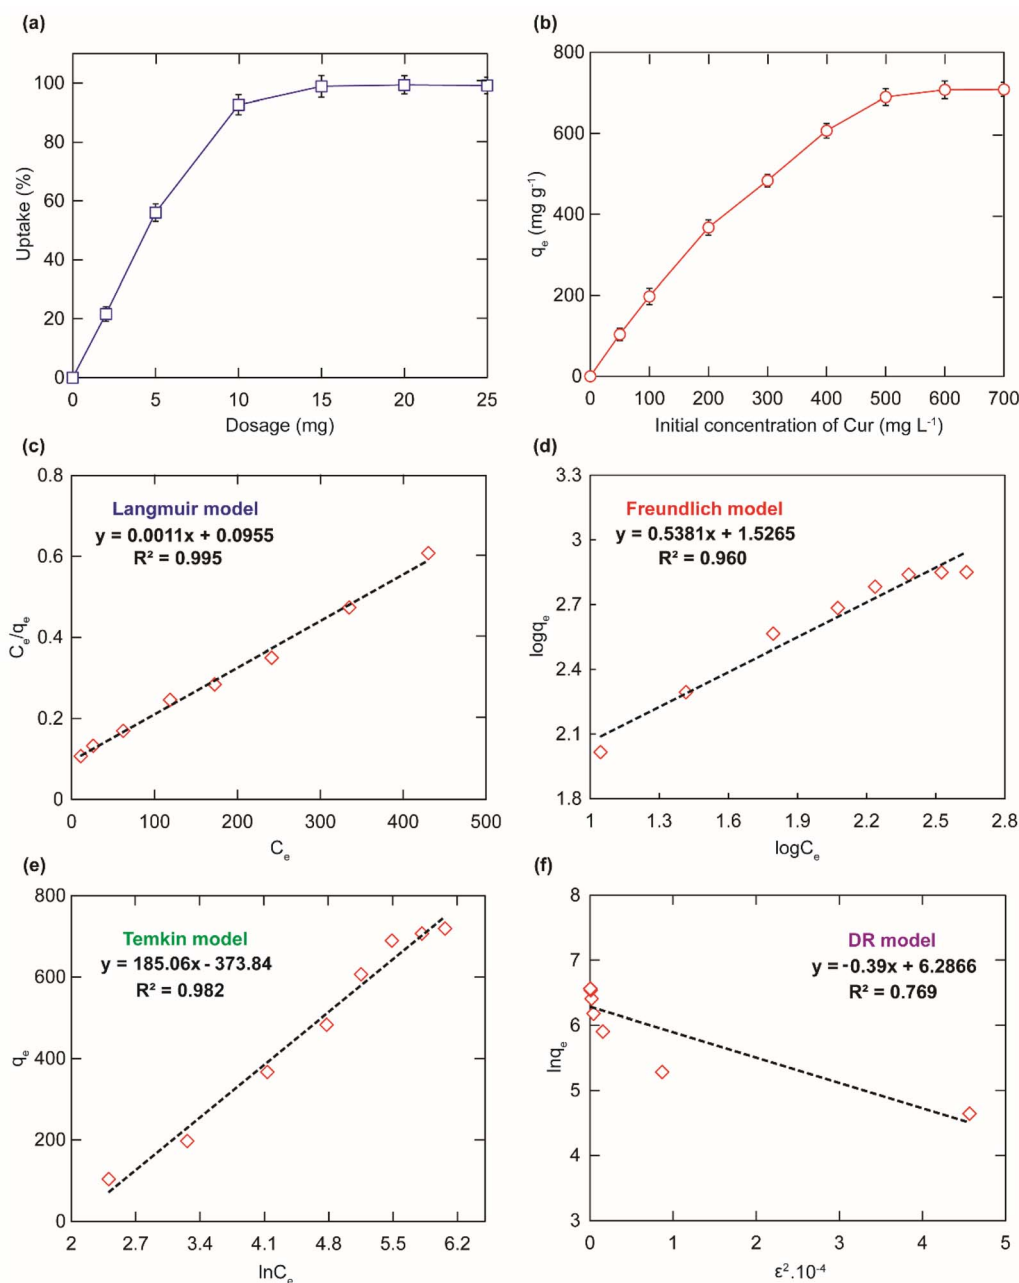 (a)
100
80
60
40
20
0
Uptake (%)
0 5 10 15 20 25
Dosage (mg)
(b)
800
600
400
200
0
qₑ (mg g⁻¹)
0 100 200 300 400 500 600 700
Initial concentration of Cur (mg L⁻¹)
(c)
0.8
0.6
0.4
0.2
0
Cₑ/qₑ
Langmuir model
y = 0.0011x + 0.0955
R² = 0.995
0 100 200 300 400 500
Cₑ
(d)
3.3
3
2.7
2.4
2.1
1.8
logqₑ
Freundlich model
y = 0.5381x + 1.5265
R² = 0.960
1 1.3 1.6 1.9 2.2 2.5 2.8
logCₑ
(e)
800
600
400
200
0
qₑ
Temkin model
y = 185.06x - 373.84
R² = 0.982
2 2.7 3.4 4.1 4.8 5.5 6.2
lnCₑ
(f)
8
7
6
5
4
3
lnqₑ
DR model
y = -0.39x + 6.2866
R² = 0.769
0 1 2 3 4 5
ε².10⁻⁴